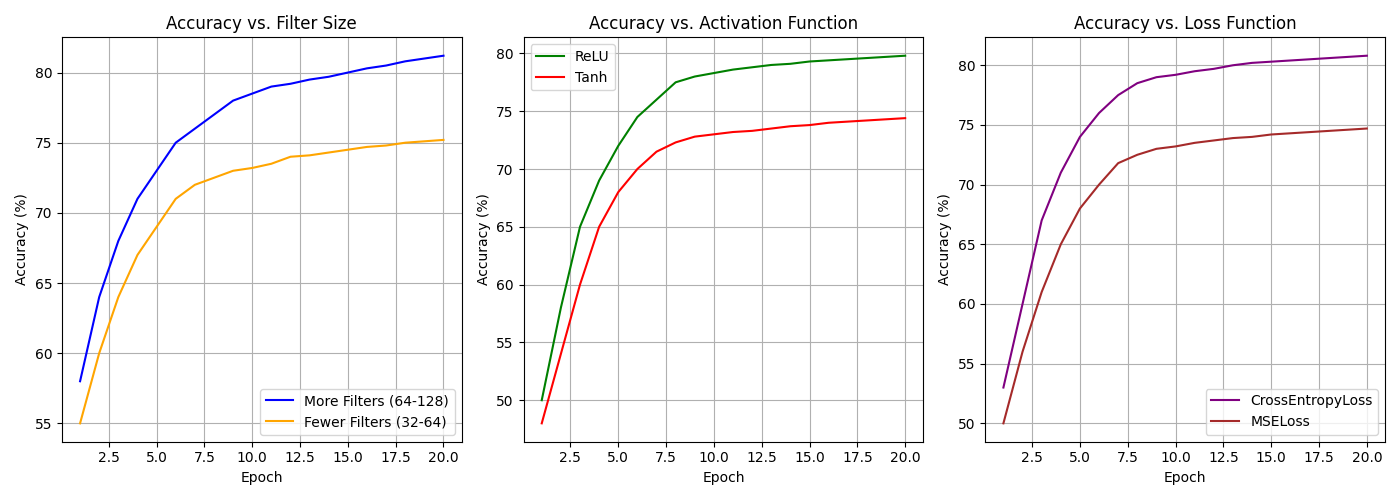 Accuracy vs. Filter Size
Accuracy (%)
80
75
70
65
60
55
More Filters (64-128)
Fewer Filters (32-64)
2.5 5.0 7.5 10.0 12.5 15.0 17.5 20.0
Epoch
Accuracy vs. Activation Function
ReLU
Tanh
Accuracy (%)
80
75
70
65
60
55
50
2.5 5.0 7.5 10.0 12.5 15.0 17.5 20.0
Epoch
Accuracy vs. Loss Function
Accuracy (%)
80
75
70
65
60
55
50
CrossEntropyLoss
MSELoss
2.5 5.0 7.5 10.0 12.5 15.0 17.5 20.0
Epoch